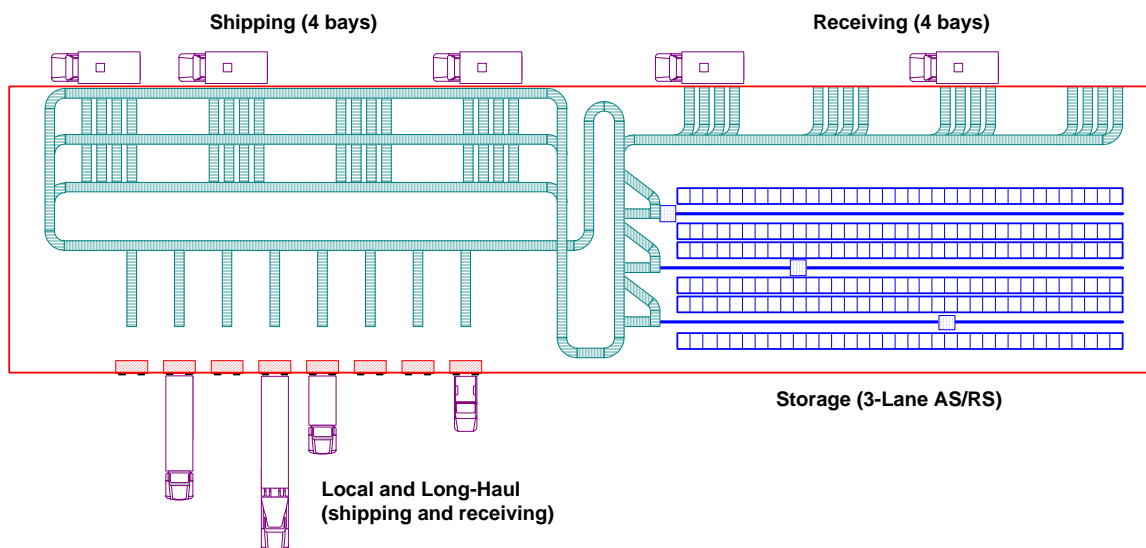 Shipping (4 bays)
Receiving (4 bays)
Storage (3-Lane AS/RS)
Local and Long-Haul
(shipping and receiving)